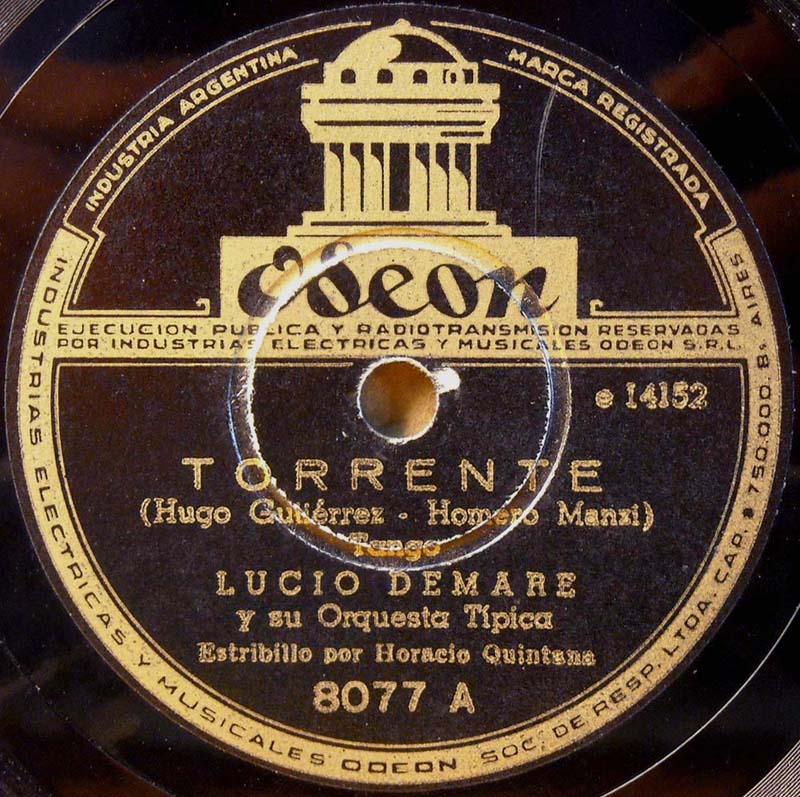 INDUSTRIA ARGENTINA
MARCA REGISTRADA
Odeon
EJECUCION PUBLICA Y RADIOTRANSMISION RESERVADAS
POR INDUSTRIAS ELECTRICAS Y MUSICALES ODEON S.R.L.
e 14152
TORRENTE
(Hugo Gutiérrez - Homero Manzi)
Tango
LUCIO DEMARE
y su Orquesta Típica
Estribillo por Horacio Quintana
8077 A
INDUSTRIAS ELECTRICAS Y MUSICALES ODEON SOC. DE RESP. LTDA. CAP. $ 750.000. Bs. AIRES